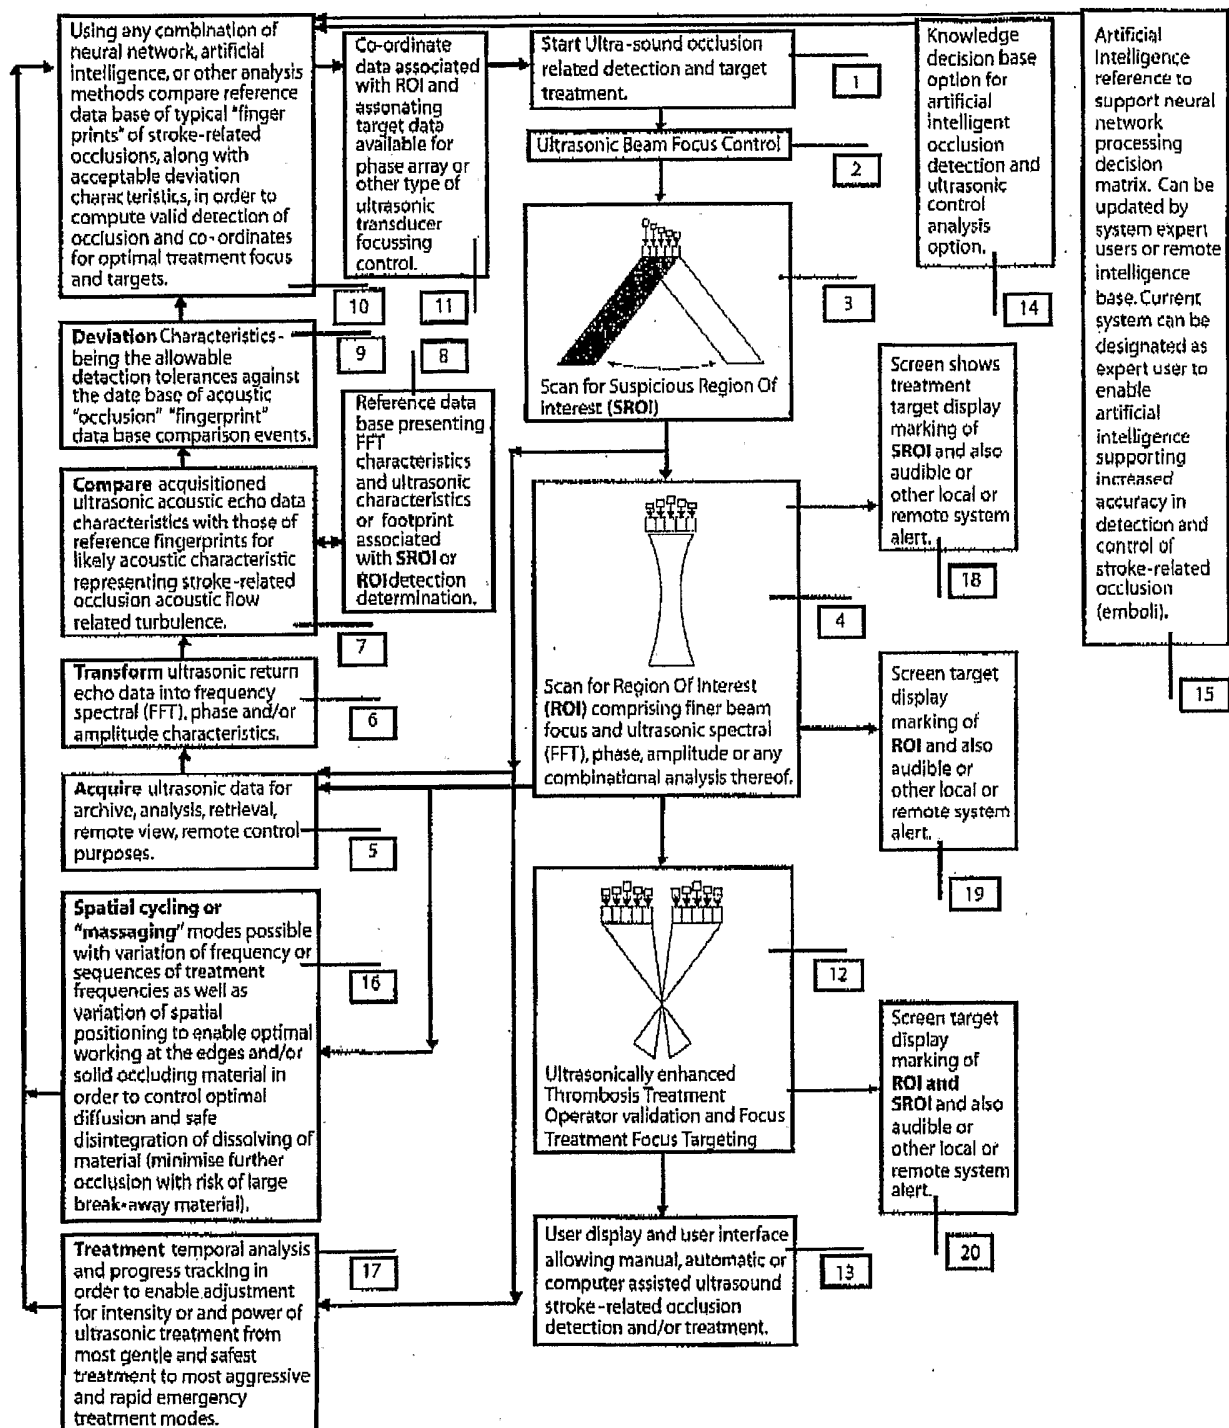 Using any combination of
neural network, artificial
intelligence, or other analysis
methods compare reference
data base of typical "finger
prints" of stroke-related
occlusions, along with
acceptable deviation
characteristics, in order to
compute valid detection of
occlusion and co-ordinates
for optimal treatment focus
and targets.
10
Co-ordinate
data associated
with ROI and
assonating
target data
available for
phase array or
other type of
ultrasonic
transducer
focussing
control.
11
Start Ultra-sound occlusion
related detection and target
treatment.
1
Ultrasonic Beam Focus Control
2
Scan for Suspicious Region Of
Interest (SROI)
3
Knowledge
decision base
option for
artificial
intelligent
occlusion
detection and
ultrasonic
control
analysis
option.
14
Artificial
Intelligence
reference to
support neural
network
processing
decision
matrix. Can be
updated by
system expert
users or remote
intelligence
base. Current
system can be
designated as
expert user to
enable
artificial
intelligence
supporting
increased
accuracy in
detection and
control of
stroke-related
occlusion
(emboli).
15
Deviation Characteristics-
being the allowable
detection tolerances against
the date base of acoustic
"occlusion" "fingerprint"
data base comparison events.
9
8
Reference data
base presenting
FFT
characteristics
and ultrasonic
characteristics
or footprint
associated
with SROI or
ROI detection
determination.
Compare acquisitioned
ultrasonic acoustic echo data
characteristics with those of
reference fingerprints for
likely acoustic characteristic
representing stroke-related
occlusion acoustic flow
related turbulence.
7
Transform ultrasonic return
echo data into frequency
spectral (FFT), phase and/or
amplitude characteristics.
6
Acquire ultrasonic data for
archive, analysis, retrieval,
remote view, remote control
purposes.
5
Scan for Region Of Interest
(ROI) comprising finer beam
focus and ultrasonic spectral
(FFT), phase, amplitude or any
combinational analysis thereof.
4
Screen shows
treatment
target display
marking of
SROI and also
audible or
other local or
remote system
alert.
18
Screen target
display
marking of
ROI and also
audible or
other local or
remote system
alert.
19
Spatial cycling or
"massaging" modes possible
with variation of frequency or
sequences of treatment
frequencies as well as
variation of spatial
positioning to enable optimal
working at the edges and/or
solid occluding material in
order to control optimal
diffusion and safe
disintegration of dissolving of
material (minimise further
occlusion with risk of large
break-away material).
16
Ultrasonically enhanced
Thrombosis Treatment
Operator validation and Focus
Treatment Focus Targeting
12
Screen target
display
marking of
ROI and
SROI and also
audible or
other local or
remote system
alert.
20
Treatment temporal analysis
and progress tracking in
order to enable adjustment
for intensity or and power of
ultrasonic treatment from
most gentle and safest
treatment to most aggressive
and rapid emergency
treatment modes.
17
User display and user interface
allowing manual, automatic or
computer assisted ultrasound
stroke-related occlusion
detection and/or treatment.
13